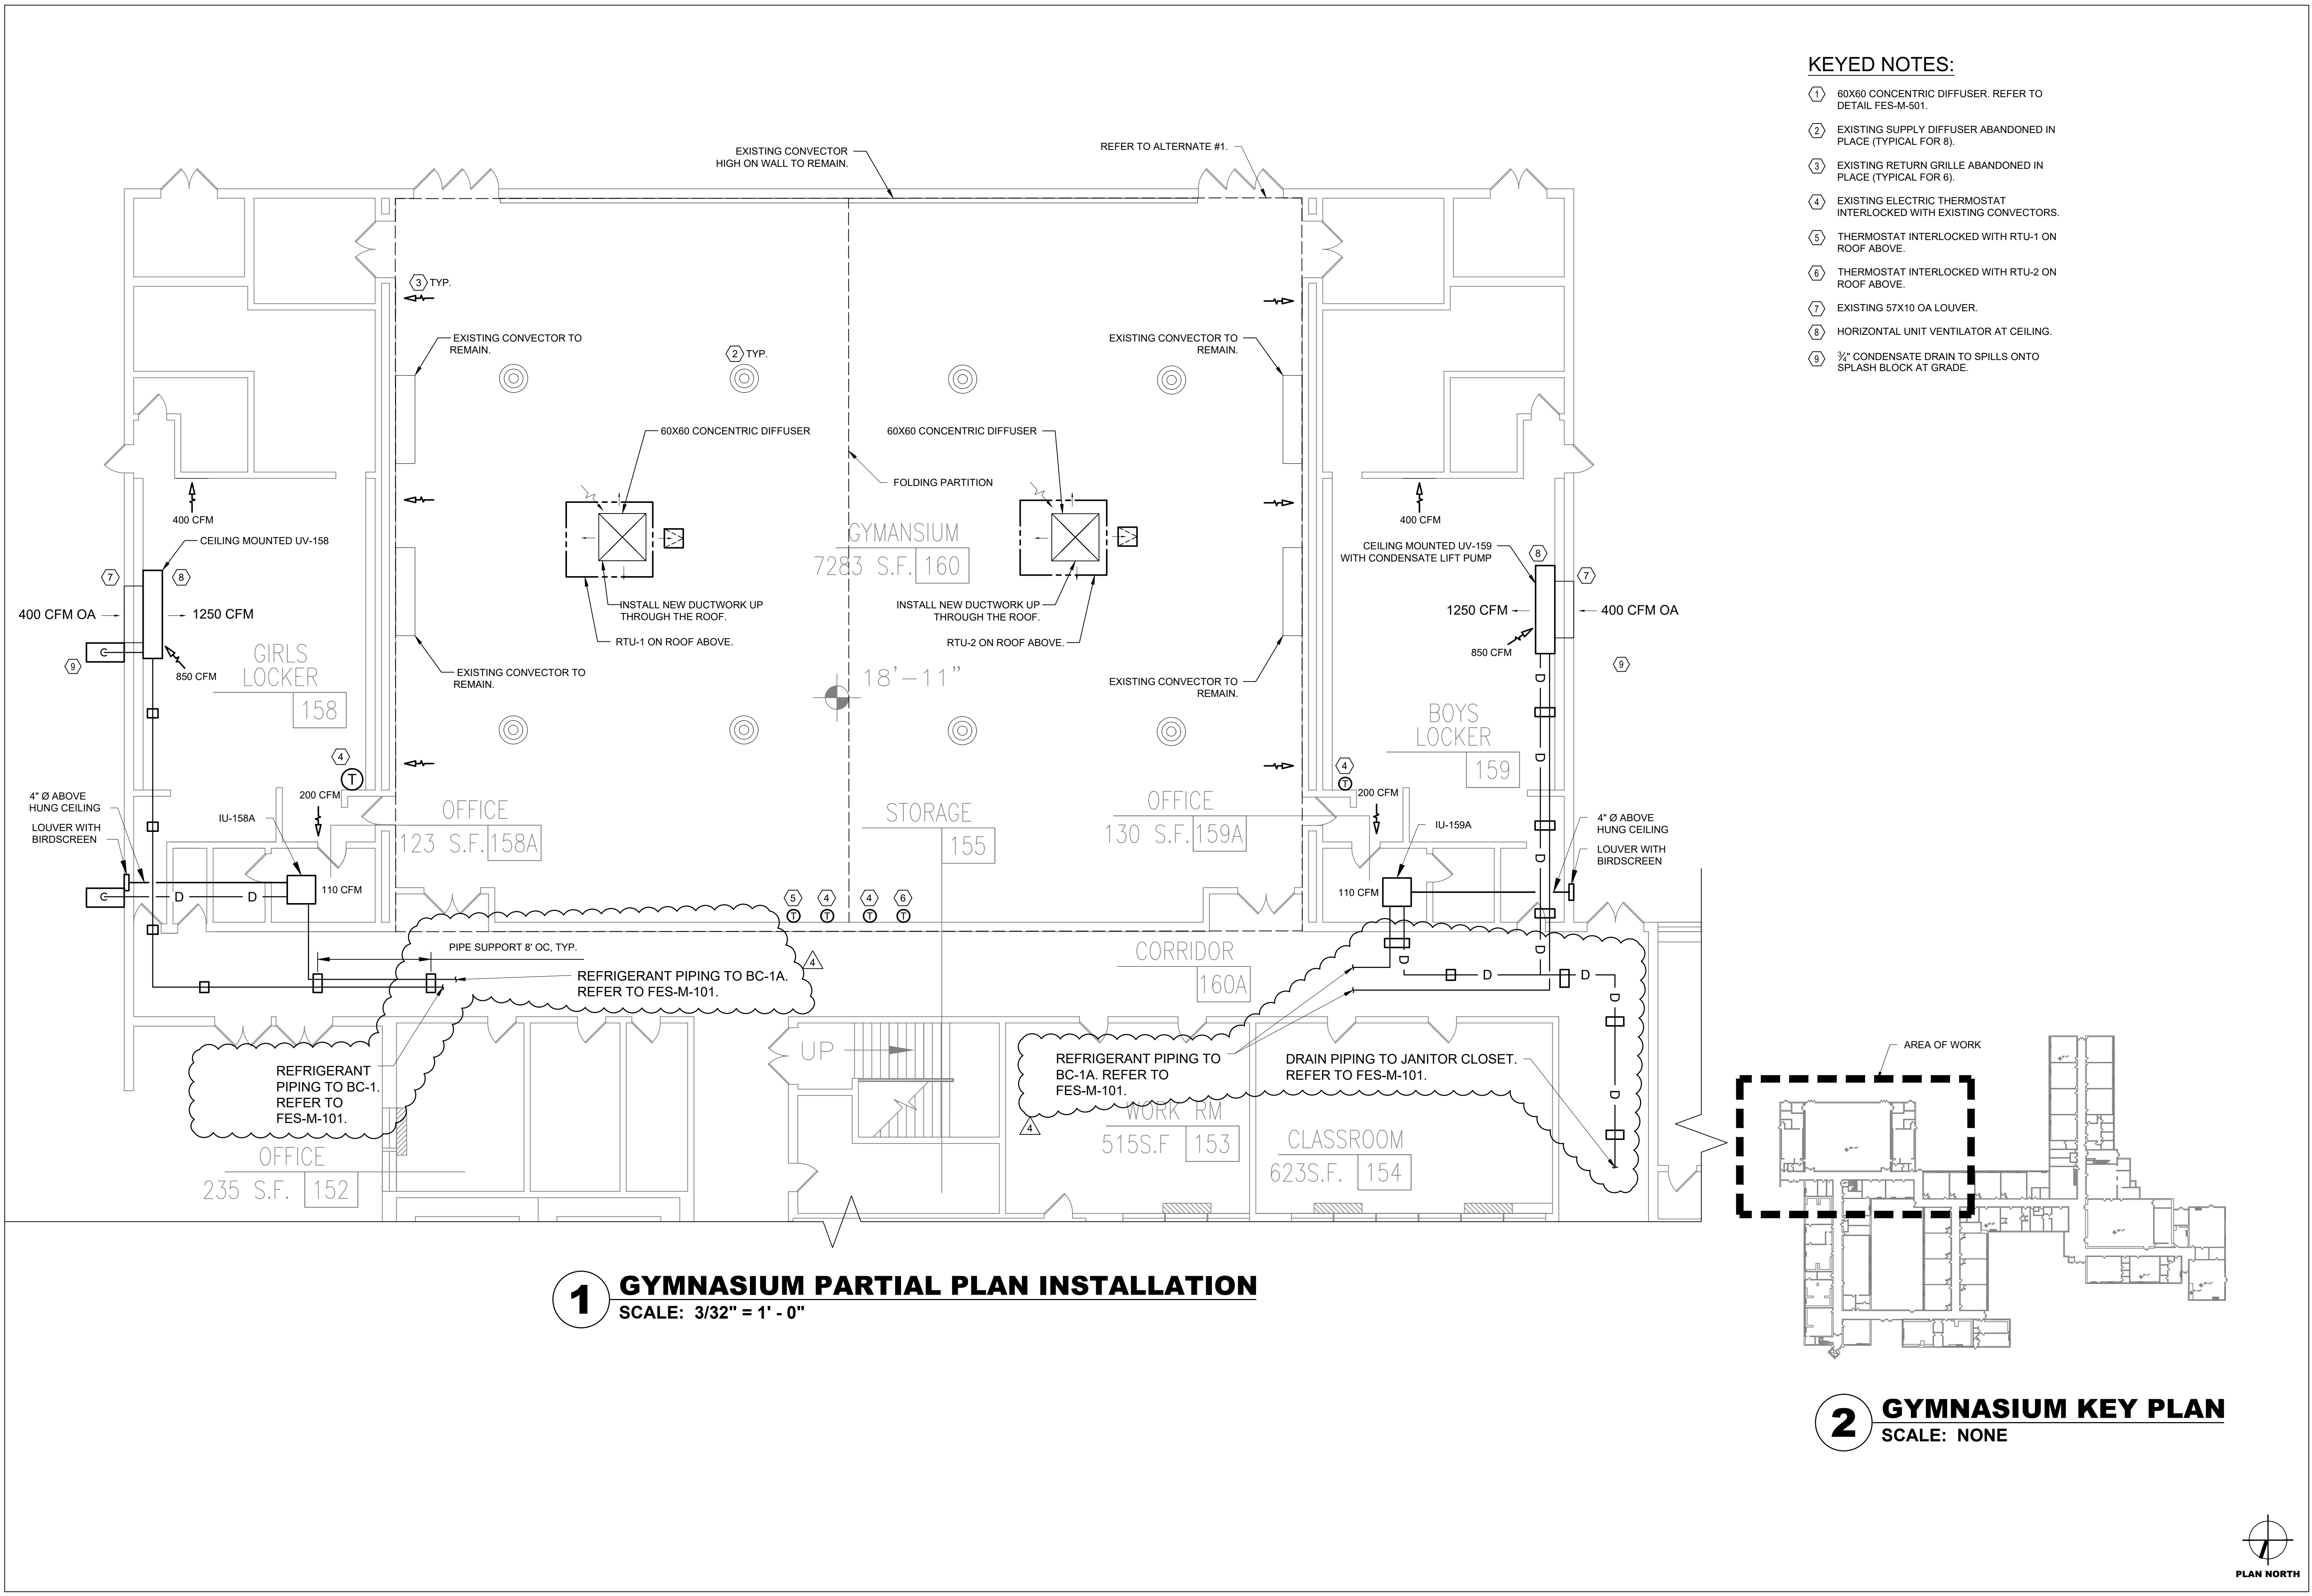 KEYED NOTES:
1 60X60 CONCENTRIC DIFFUSER. REFER TO
DETAIL FES-M-501.
2 EXISTING SUPPLY DIFFUSER ABANDONED IN
PLACE (TYPICAL FOR 8).
3 EXISTING RETURN GRILLE ABANDONED IN
PLACE (TYPICAL FOR 6).
4 EXISTING ELECTRIC THERMOSTAT
INTERLOCKED WITH EXISTING CONVECTORS.
5 THERMOSTAT INTERLOCKED WITH RTU-1 ON
ROOF ABOVE.
6 THERMOSTAT INTERLOCKED WITH RTU-2 ON
ROOF ABOVE.
7 EXISTING 57X10 OA LOUVER.
8 HORIZONTAL UNIT VENTILATOR AT CEILING.
9 ¾" CONDENSATE DRAIN TO SPILLS ONTO
SPLASH BLOCK AT GRADE.
EXISTING CONVECTOR
HIGH ON WALL TO REMAIN.
REFER TO ALTERNATE #1.
3 TYP.
EXISTING CONVECTOR TO
REMAIN.
2 TYP.
EXISTING CONVECTOR TO
REMAIN.
60X60 CONCENTRIC DIFFUSER
60X60 CONCENTRIC DIFFUSER
FOLDING PARTITION
400 CFM
400 CFM
GYMANSIUM
7283 S.F. 160
CEILING MOUNTED UV-158
CEILING MOUNTED UV-159
WITH CONDENSATE LIFT PUMP
8
7
8
7
400 CFM OA
1250 CFM
1250 CFM
400 CFM OA
INSTALL NEW DUCTWORK UP
THROUGH THE ROOF.
INSTALL NEW DUCTWORK UP
THROUGH THE ROOF.
RTU-1 ON ROOF ABOVE.
RTU-2 ON ROOF ABOVE.
C
9
850 CFM
850 CFM
9
GIRLS
LOCKER
158
EXISTING CONVECTOR TO
REMAIN.
18'-11"
EXISTING CONVECTOR TO
REMAIN.
D
BOYS
LOCKER
159
D
4
T
4
T
4" Ø ABOVE
HUNG CEILING
LOUVER WITH
BIRDSCREEN
IU-158A
200 CFM
OFFICE
123 S.F. 158A
STORAGE
155
OFFICE
130 S.F. 159A
200 CFM
IU-159A
4" Ø ABOVE
HUNG CEILING
LOUVER WITH
BIRDSCREEN
D
C
D
D
110 CFM
110 CFM
5
4
4
6
T
T
T
T
PIPE SUPPORT 8' OC, TYP.
REFRIGERANT PIPING TO BC-1A.
REFER TO FES-M-101.
4
CORRIDOR
160A
D
D
D
D
D
D
UP
REFRIGERANT
PIPING TO BC-1.
REFER TO
FES-M-101.
REFRIGERANT PIPING TO
BC-1A. REFER TO
FES-M-101.
DRAIN PIPING TO JANITOR CLOSET.
REFER TO FES-M-101.
D
4
WORK RM
515S.F 153
CLASSROOM
623S.F. 154
OFFICE
235 S.F. 152
AREA OF WORK
1 GYMNASIUM PARTIAL PLAN INSTALLATION
SCALE: 3/32" = 1' - 0"
2 GYMNASIUM KEY PLAN
SCALE: NONE
PLAN NORTH